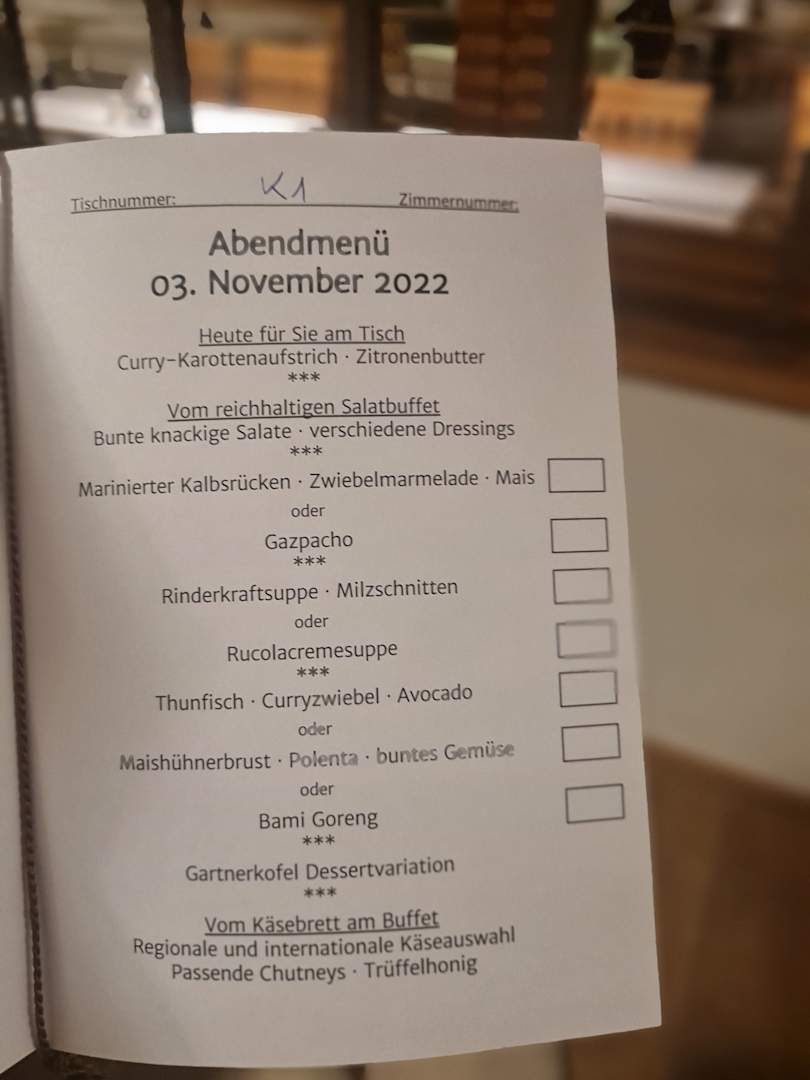 Tischnummer: K1 Zimmernummer:
Abendmenü
03. November 2022
Heute für Sie am Tisch
Curry-Karottenaufstrich · Zitronenbutter
***
Vom reichhaltigen Salatbuffet
Bunte knackige Salate · verschiedene Dressings
***
Marinierter Kalbsrücken · Zwiebelmarmelade · Mais
oder
Gazpacho
***
Rinderkraftsuppe · Milzschnitten
oder
Rucolacremesuppe
***
Thunfisch · Curryzwiebel · Avocado
oder
Maishühnerbrust · Polenta · buntes Gemüse
oder
Bami Goreng
***
Gartnerkofel Dessertvariation
***
Vom Käsebrett am Buffet
Regionale und internationale Käseauswahl
Passende Chutneys · Trüffelhonig